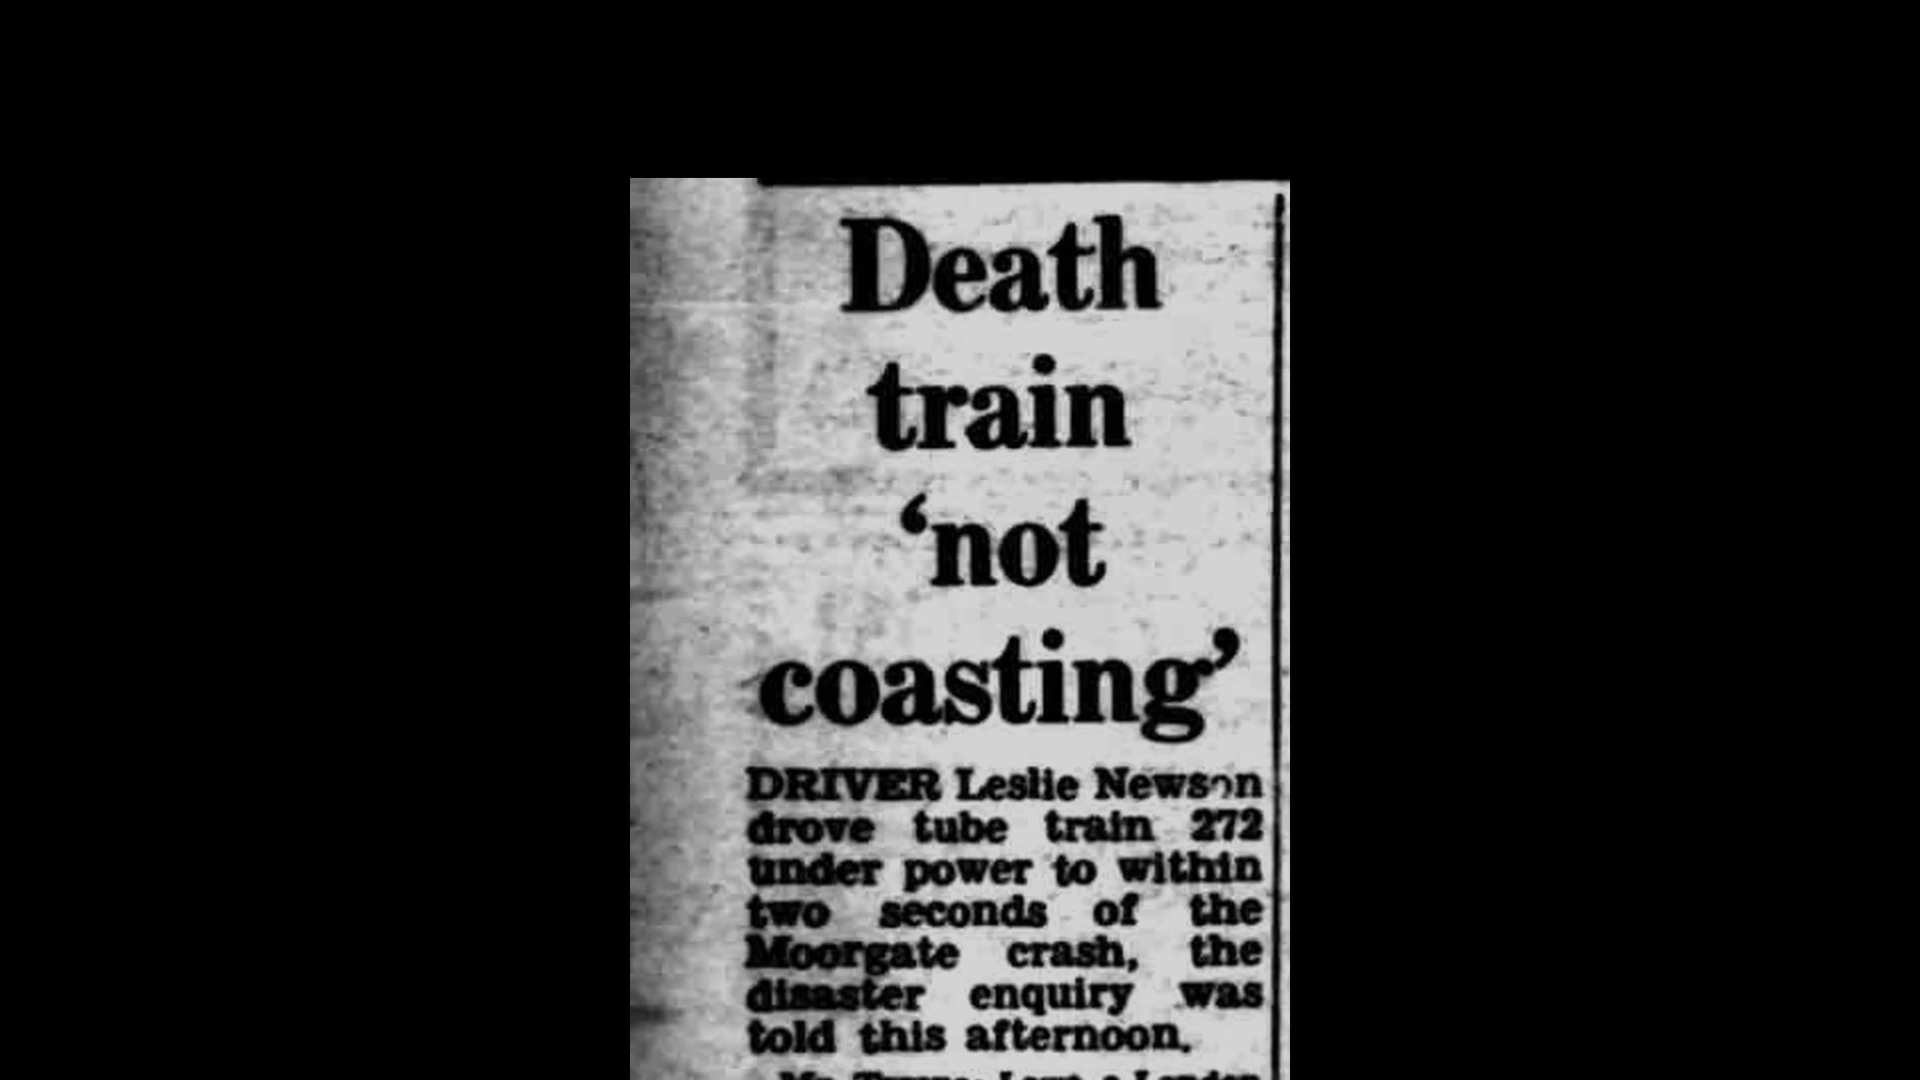 Death
train
‘not
coasting’
DRIVER Leslie Newson
drove tube train 272
under power to within
two seconds of the
Moorgate crash, the
disaster enquiry was
told this afternoon.